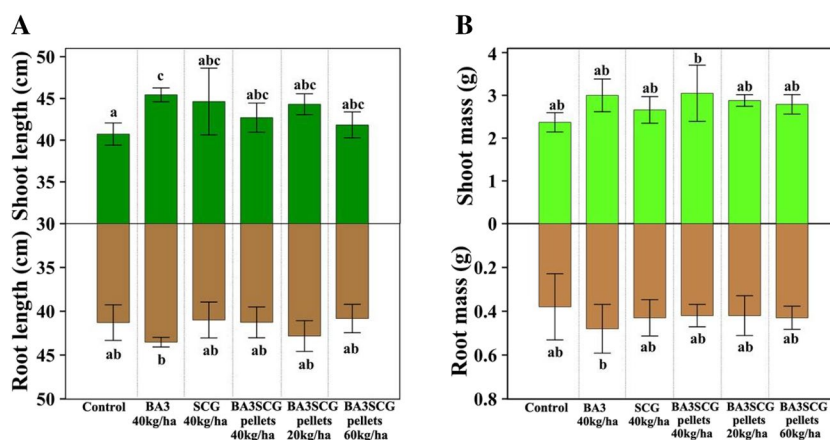 A
Shoot length (cm)
50
45
40
35
30
35
40
45
50
Root length (cm)
a
c
abc
abc
abc
abc
ab
b
ab
ab
ab
ab
Control
BA3
40kg/ha
SCG
40kg/ha
BA3SCG
pellets
40kg/ha
BA3SCG
pellets
20kg/ha
BA3SCG
pellets
60kg/ha
B
Shoot mass (g)
4
3
2
1
0
0.2
0.4
0.6
0.8
Root mass (g)
ab
ab
ab
b
ab
ab
ab
b
ab
ab
ab
ab
Control
BA3
40kg/ha
SCG
40kg/ha
BA3SCG
pellets
40kg/ha
BA3SCG
pellets
20kg/ha
BA3SCG
pellets
60kg/ha